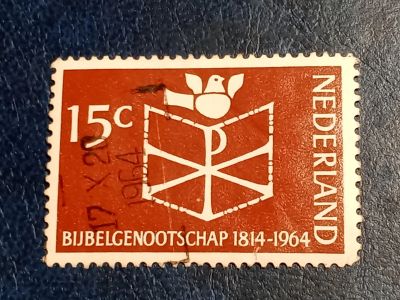 15c
NEDERLAND
17 X 20
1964
BIJBELGENOOTSCHAP 1814-1964